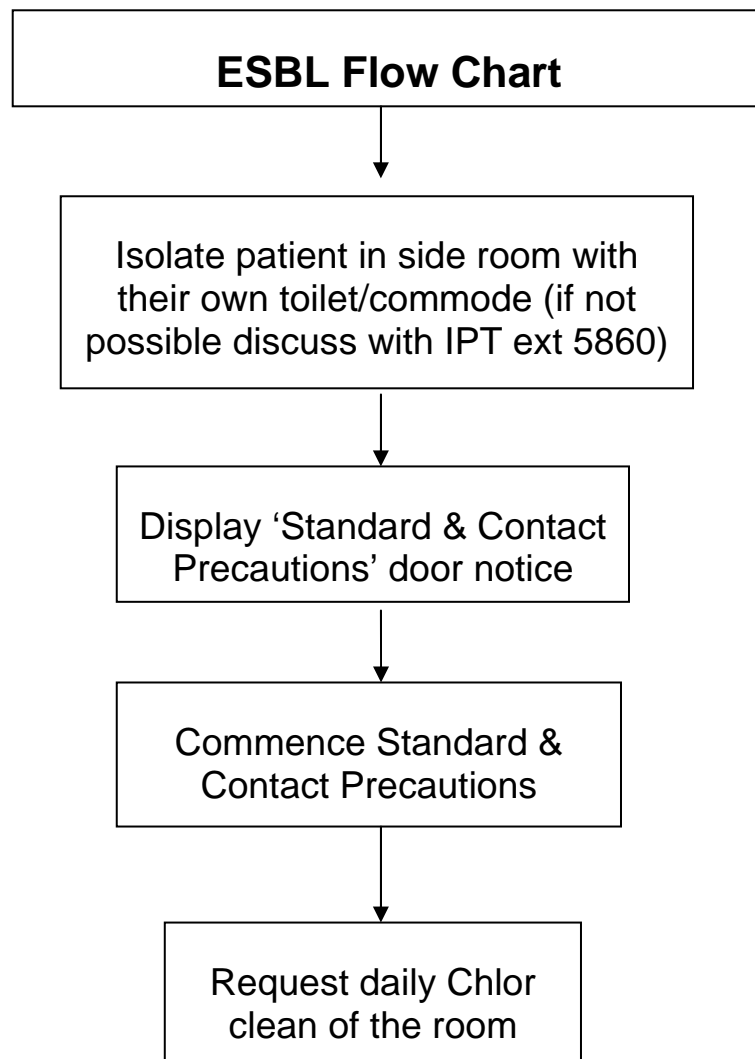 ESBL Flow Chart
Isolate patient in side room with
their own toilet/commode (if not
possible discuss with IPT ext 5860)
Display ‘Standard & Contact
Precautions’ door notice
Commence Standard &
Contact Precautions
Request daily Chlor
clean of the room